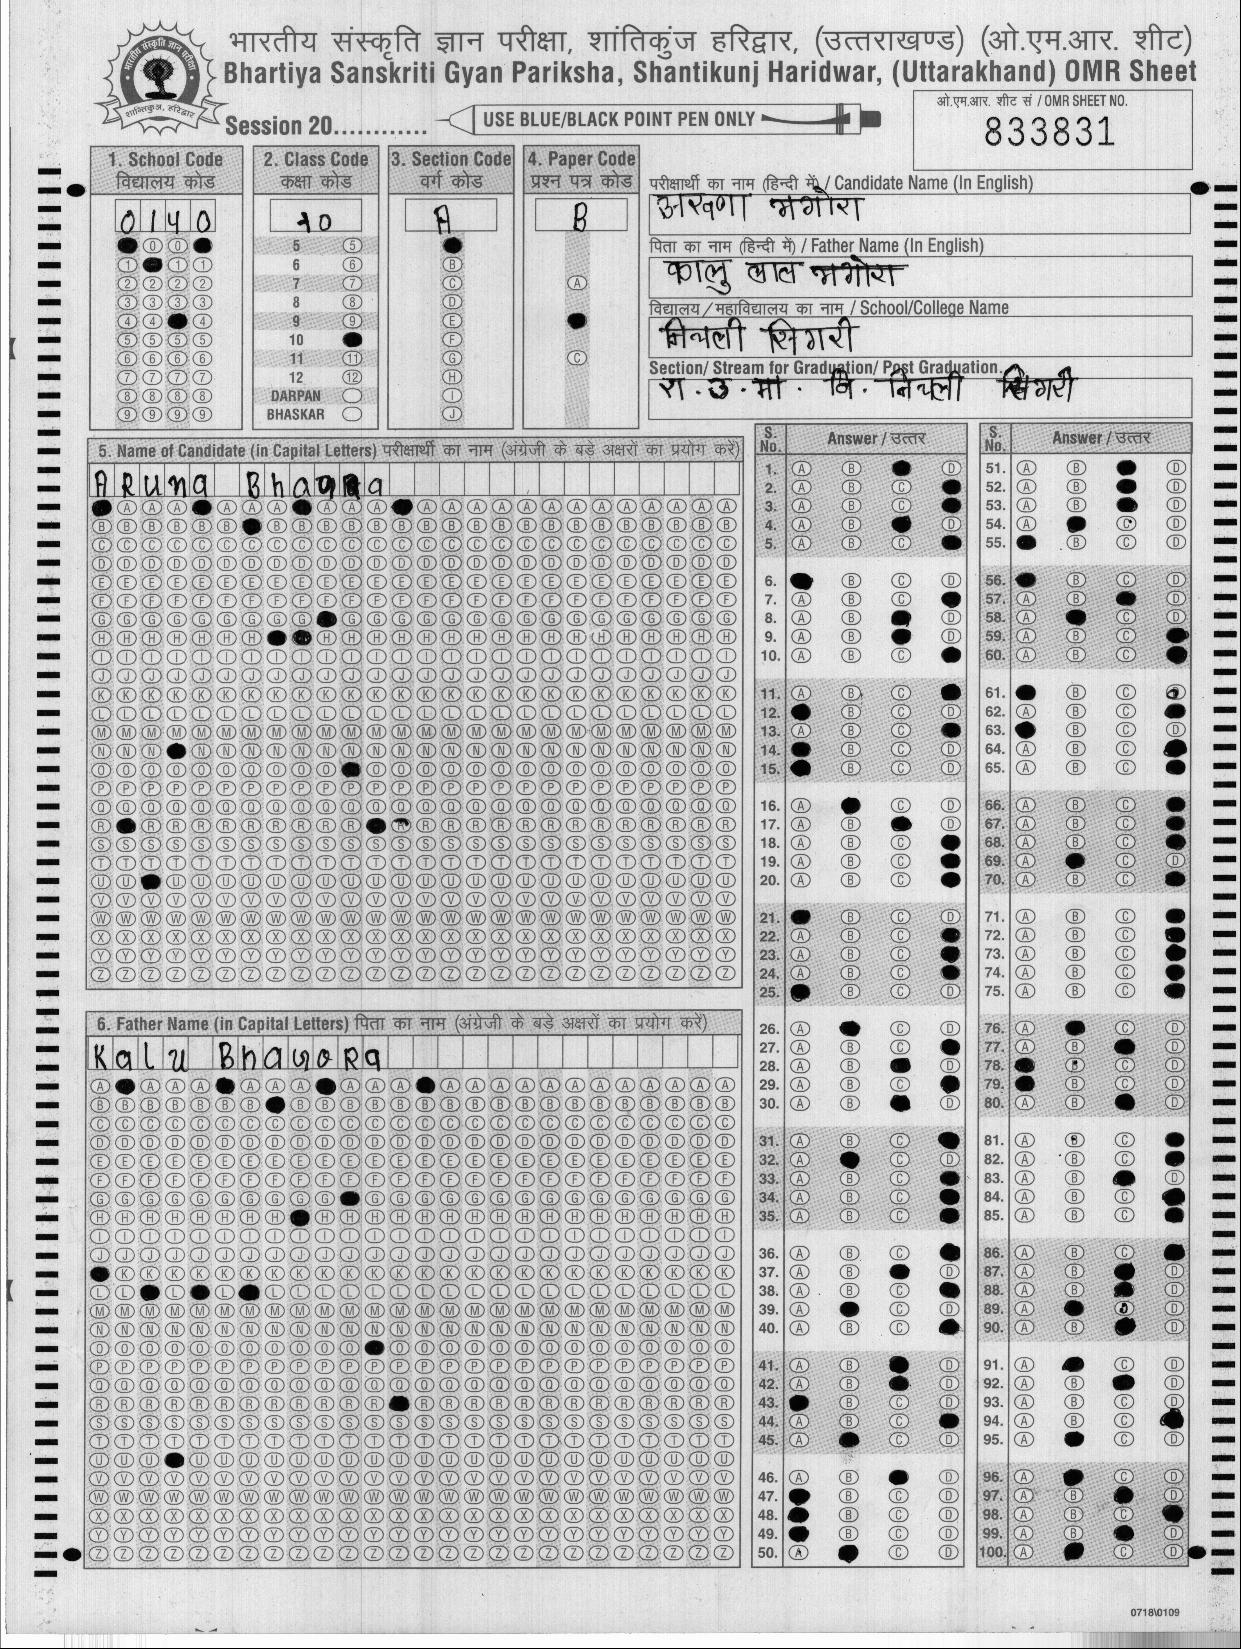 भारतीय संस्कृति ज्ञान परीक्षा, शांतिकुंज हरिद्वार, (उत्तराखण्ड) (ओ.एम.आर. शीट)
Bhartiya Sanskriti Gyan Pariksha, Shantikunj Haridwar, (Uttarakhand) OMR Sheet
Session 20............
USE BLUE/BLACK POINT PEN ONLY
ओ.एम.आर. शीट सं / OMR SHEET NO.
833831
1. School Code
विद्यालय कोड
0140
2. Class Code
कक्षा कोड
10
5
6
7
8
9
10
11
12
DARPAN
BHASKAR
3. Section Code
वर्ग कोड
A
4. Paper Code
प्रश्न पत्र कोड
B
परीक्षार्थी का नाम (हिन्दी में) / Candidate Name (In English)
पिता का नाम (हिन्दी में) / Father Name (In English)
कालु लाल भगोरा
विद्यालय/महाविद्यालय का नाम / School/College Name
निचली सिगरी
Section/ Stream for Graduation/ Post Graduation.
रा.उ.मा. वि. निचली सिगरी
5. Name of Candidate (in Capital Letters) परीक्षार्थी का नाम (अंग्रेजी के बड़े अक्षरों का प्रयोग करें)
ARUna
6. Father Name (in Capital Letters) पिता का नाम (अंग्रेजी के बड़े अक्षरों का प्रयोग करें)
Kalu BhagoRa
S. No. Answer / उत्तर
S. No. Answer / उत्तर
0718\0109